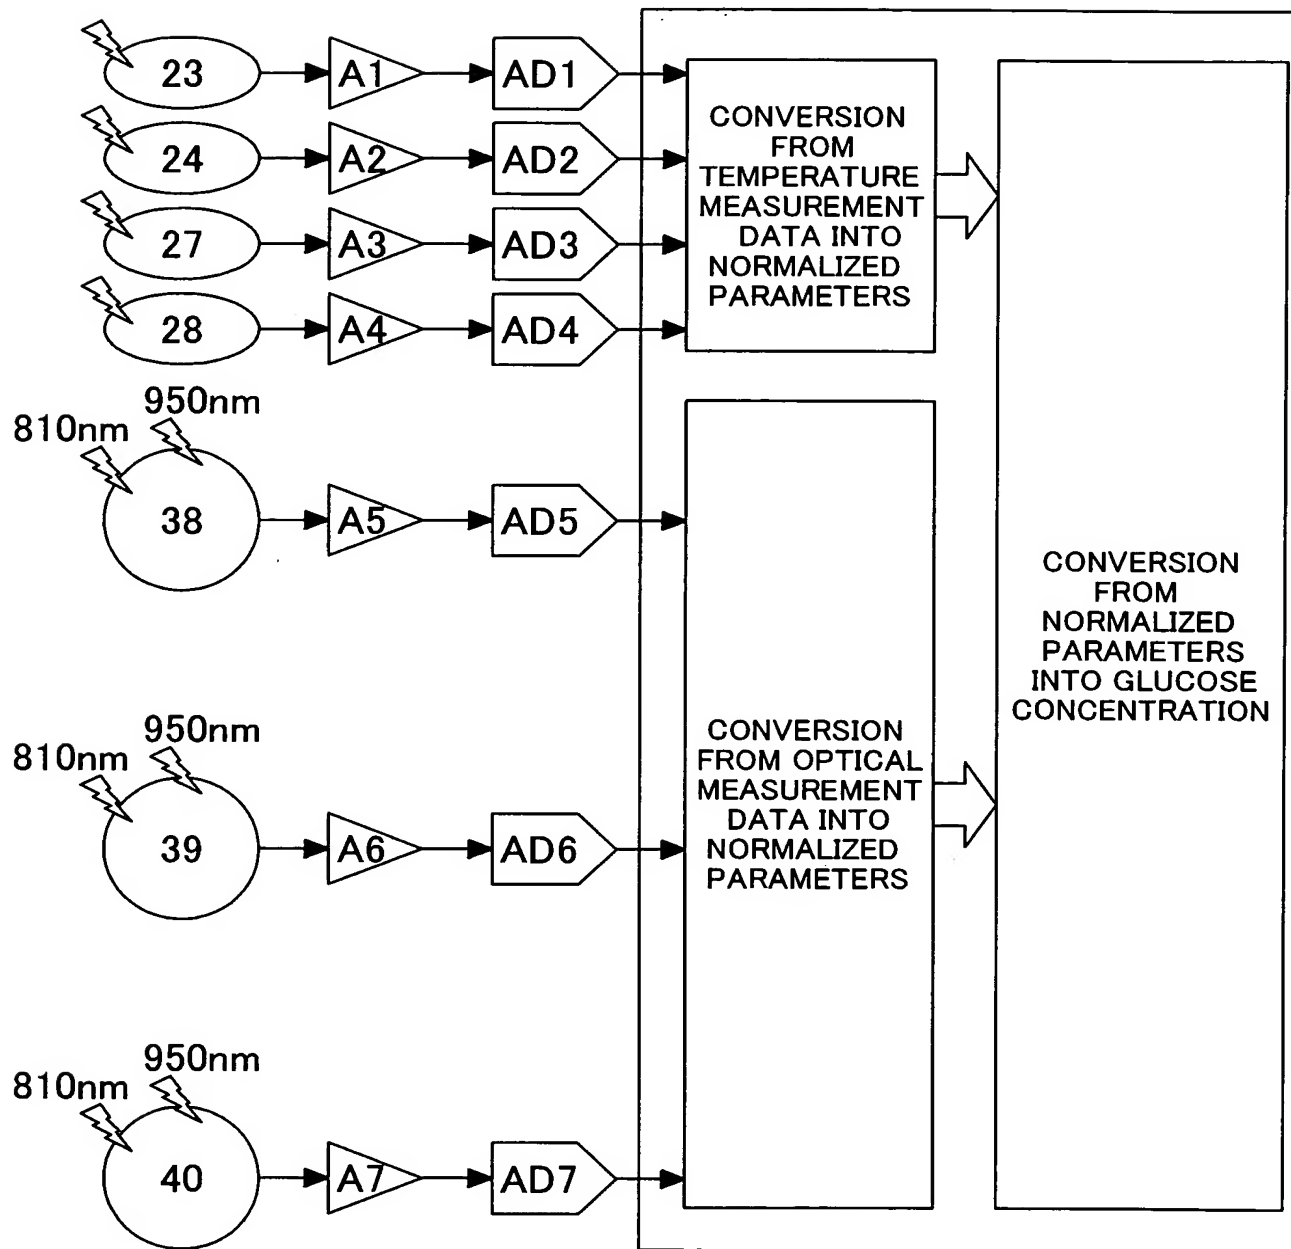 23 A1 AD1
24 A2 AD2
27 A3 AD3
28 A4 AD4
CONVERSION
FROM
TEMPERATURE
MEASUREMENT
DATA INTO
NORMALIZED
PARAMETERS
950nm
810nm
38 A5 AD5
950nm
810nm
39 A6 AD6
950nm
810nm
40 A7 AD7
CONVERSION
FROM OPTICAL
MEASUREMENT
DATA INTO
NORMALIZED
PARAMETERS
CONVERSION
FROM
NORMALIZED
PARAMETERS
INTO GLUCOSE
CONCENTRATION